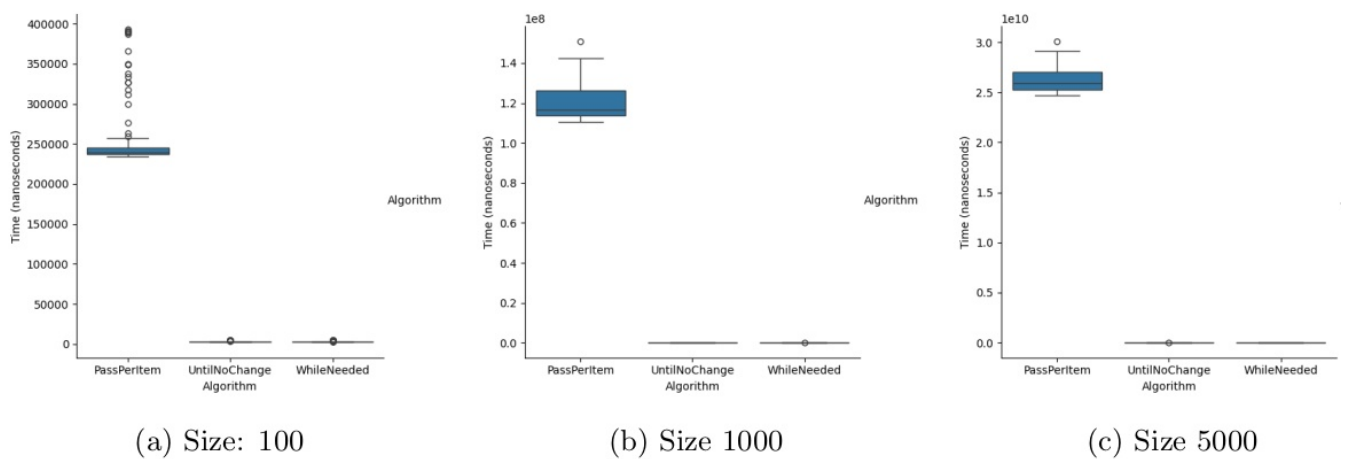 400000
350000
300000
250000
200000
150000
100000
50000
0
Time (nanoseconds)
PassPerItem UntilNoChange WhileNeeded
Algorithm
Algorithm
(a) Size: 100
1e8
1.4
1.2
1.0
0.8
0.6
0.4
0.2
0.0
Time (nanoseconds)
PassPerItem UntilNoChange WhileNeeded
Algorithm
Algorithm
(b) Size 1000
1e10
3.0
2.5
2.0
1.5
1.0
0.5
0.0
Time (nanoseconds)
PassPerItem UntilNoChange WhileNeeded
Algorithm
(c) Size 5000